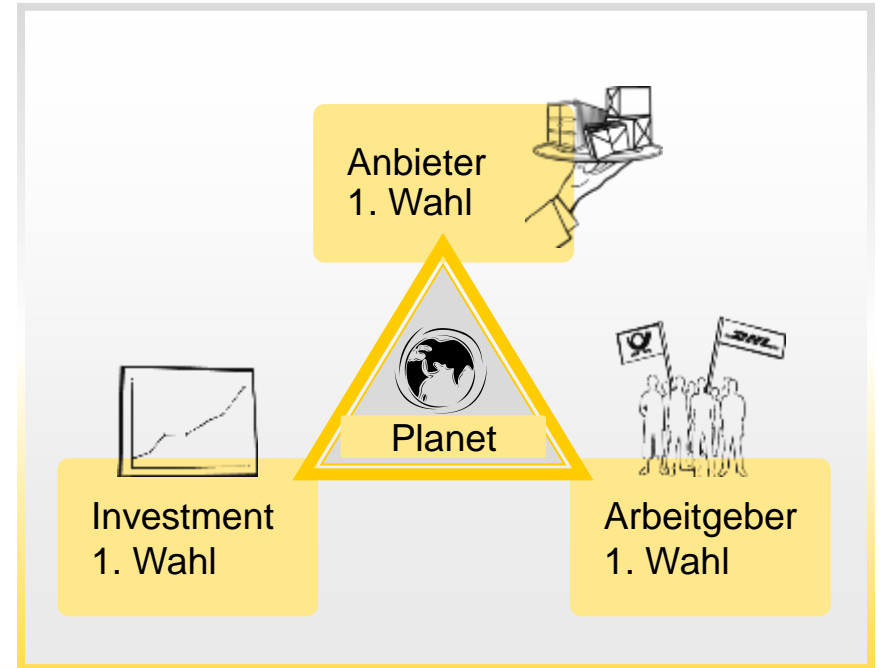 Anbieter
1. Wahl
DHL
Planet
Investment
1. Wahl
Arbeitgeber
1. Wahl